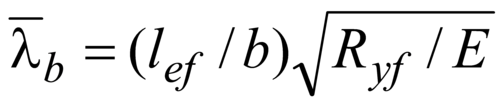 λ̅_b = (l_ef / b)√(R_yf / E)